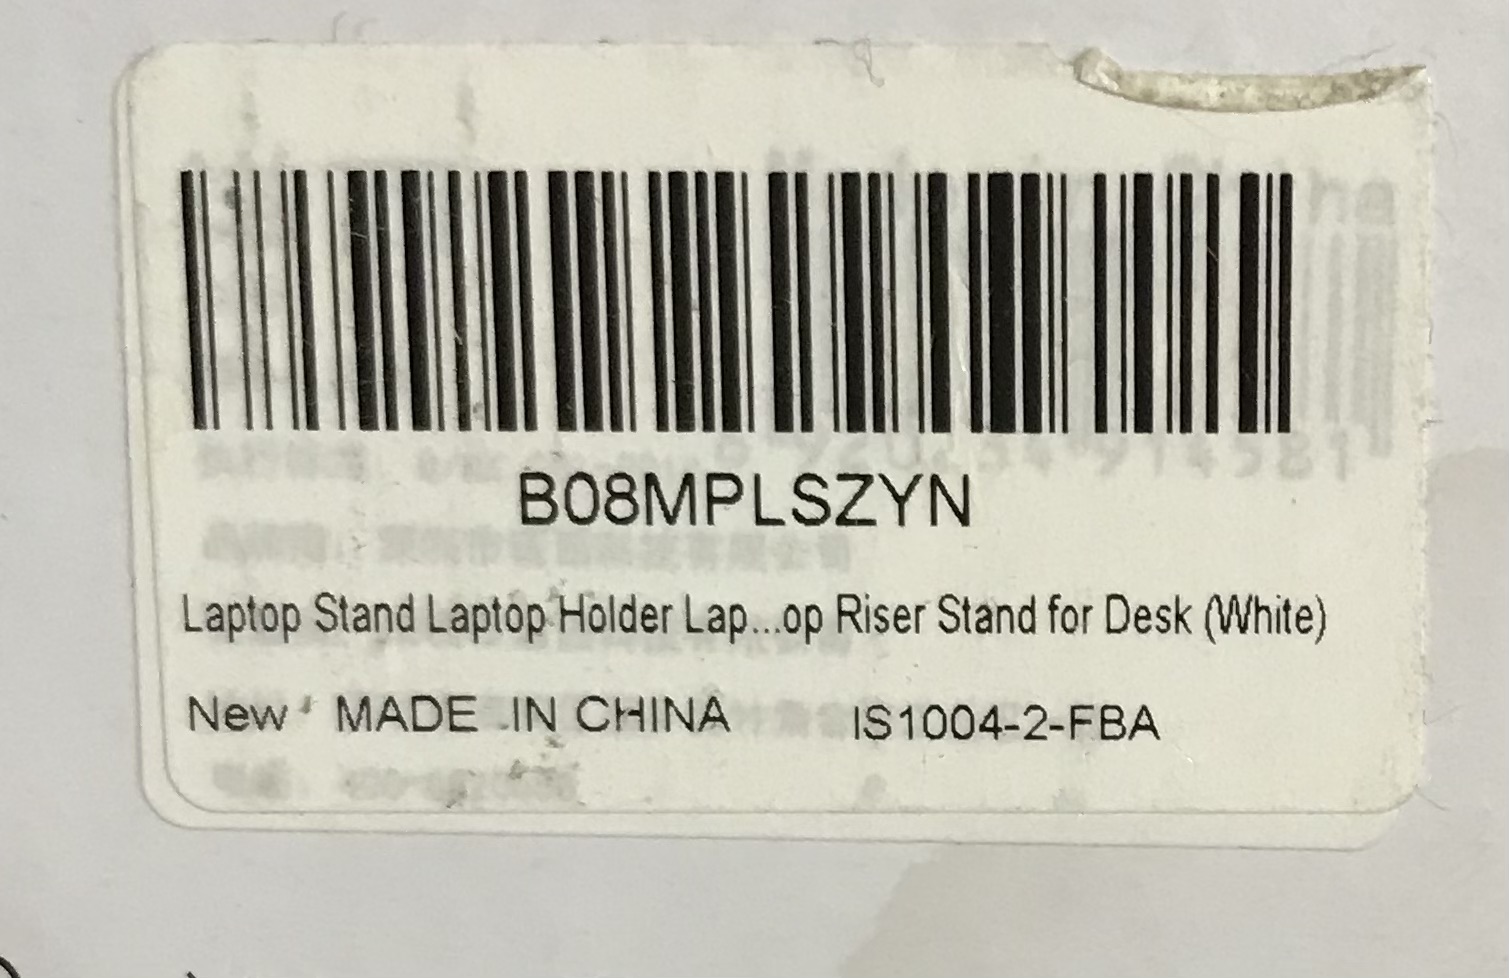 B08MPLSZYN
Laptop Stand Laptop Holder Lap...op Riser Stand for Desk (White)
New MADE IN CHINA IS1004-2-FBA